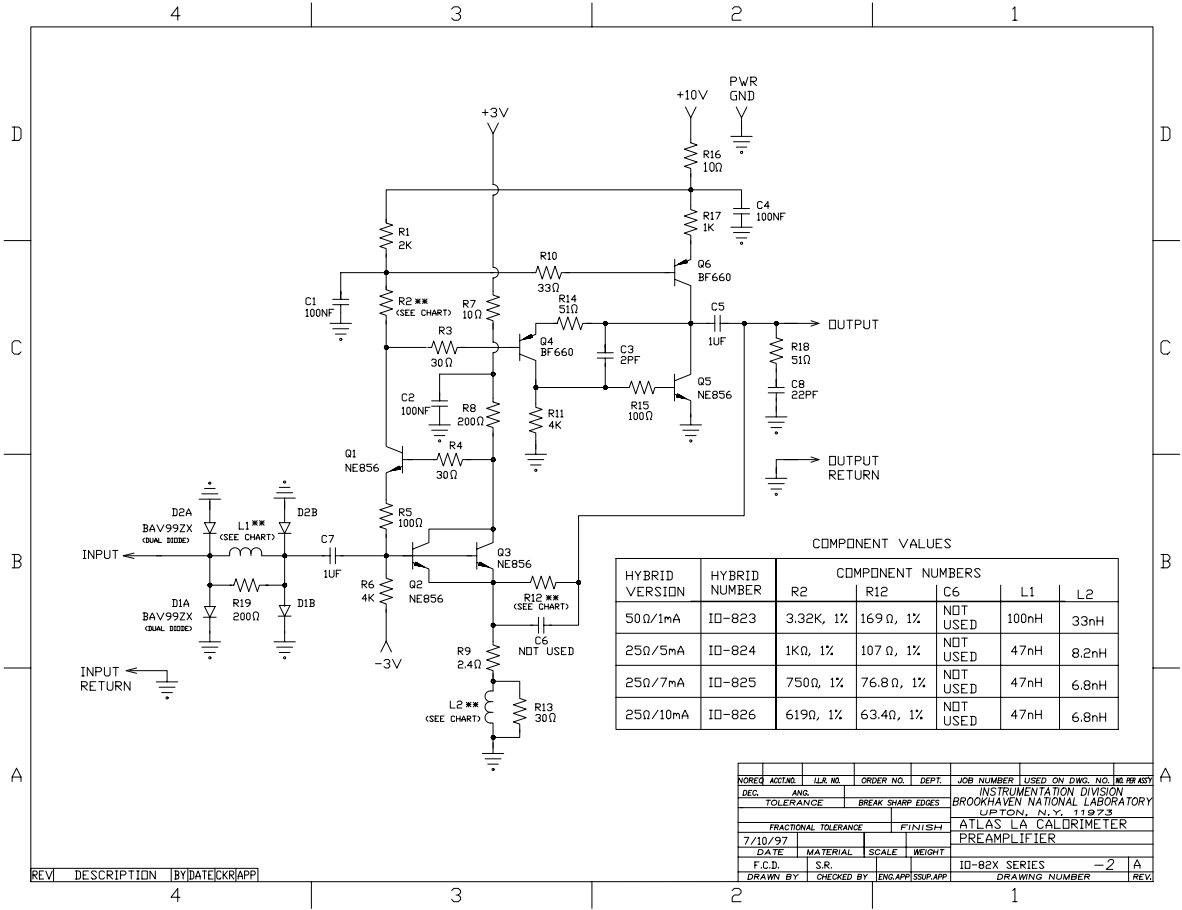 4 3 2 1
D
D
C
C
B
B
A
A
+3V
+10V
PWR
GND
R16
10Ω
C4
100NF
R17
1K
R1
2K
R10
33Ω
Q6
BF660
C1
100NF
R2 **
(SEE CHART)
R7
10Ω
R14
51Ω
C5
1UF
OUTPUT
R3
30Ω
Q4
BF660
C3
2PF
R18
51Ω
C2
100NF
R8
200Ω
R11
4K
R15
100Ω
Q5
NE856
C8
22PF
Q1
NE856
R4
30Ω
OUTPUT
RETURN
D2A
BAV99ZX
(DUAL DIODE)
L1 **
(SEE CHART)
D2B
R5
100Ω
C7
1UF
INPUT
Q3
NE856
Q2
NE856
R6
4K
R12 **
(SEE CHART)
D1A
BAV99ZX
(DUAL DIODE)
R19
200Ω
D1B
C6
NOT USED
-3V
R9
2.4Ω
INPUT
RETURN
L2 **
(SEE CHART)
R13
30Ω
COMPONENT VALUES
HYBRID VERSION HYBRID NUMBER COMPONENT NUMBERS
R2 R12 C6 L1 L2
50Ω/1mA IO-823 3.32K, 1% 169Ω, 1% NOT USED 100nH 33nH
25Ω/5mA IO-824 1KΩ, 1% 107Ω, 1% NOT USED 47nH 8.2nH
25Ω/7mA IO-825 750Ω, 1% 76.8Ω, 1% NOT USED 47nH 6.8nH
25Ω/10mA IO-826 619Ω, 1% 63.4Ω, 1% NOT USED 47nH 6.8nH
NOREQ ACCT.NO. I.L.R. NO. ORDER NO. DEPT. JOB NUMBER USED ON DWG. NO. NO. PER ASSY
DEC. ANG.
TOLERANCE BREAK SHARP EDGES
INSTRUMENTATION DIVISION
BROOKHAVEN NATIONAL LABORATORY
UPTON, N.Y. 11973
FRACTIONAL TOLERANCE FINISH
ATLAS LA CALORIMETER
PREAMPLIFIER
7/10/97
DATE MATERIAL SCALE WEIGHT
F.C.D. S.R. IO-82X SERIES -2 A
DRAWN BY CHECKED BY ENG.APP SSUP.APP DRAWING NUMBER REV.
REV DESCRIPTION BY DATE CKR APP
4 3 2 1